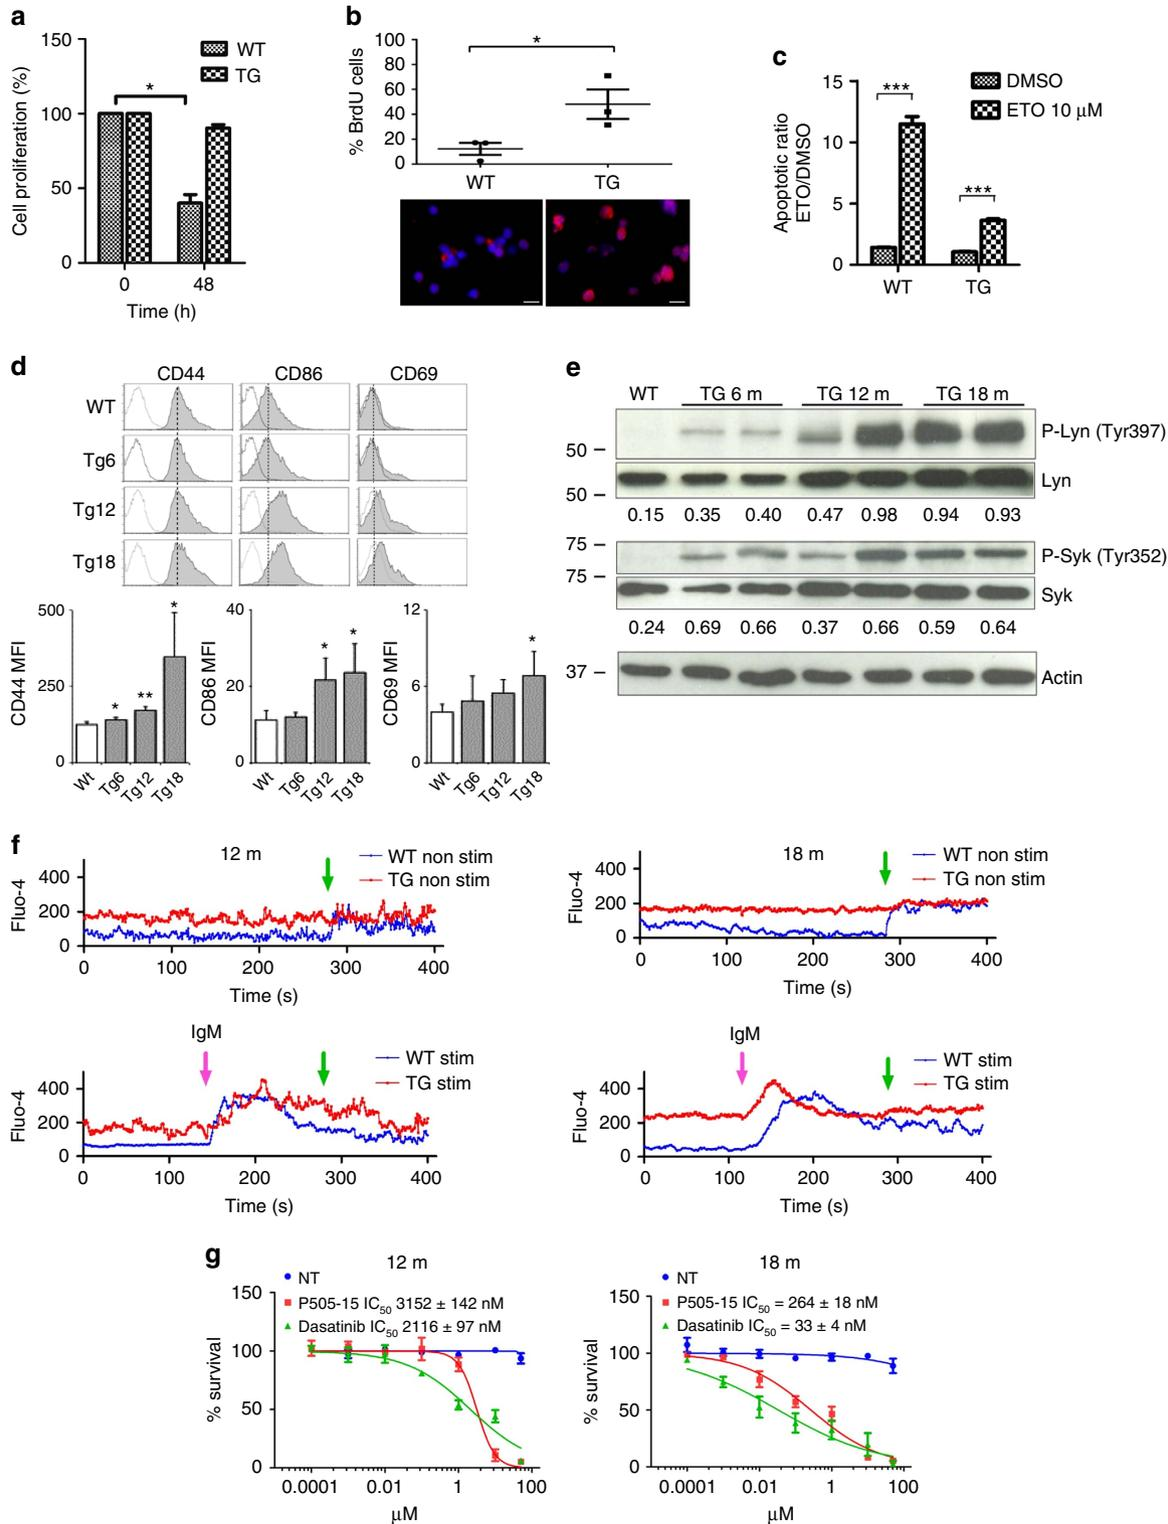 a
WT
TG
150
100
50
0
Cell proliferation (%)
*
0 48
Time (h)
b
100
80
60
40
20
0
% BrdU cells
*
WT TG
c
DMSO
ETO 10 μM
15
10
5
0
Apoptotic ratio
ETO/DMSO
***
***
WT TG
d
CD44 CD86 CD69
WT
Tg6
Tg12
Tg18
500
250
0
CD44 MFI
* ** *
Wt Tg6 Tg12 Tg18
40
20
0
CD86 MFI
* *
Wt Tg6 Tg12 Tg18
12
6
0
CD69 MFI
*
Wt Tg6 Tg12 Tg18
e
WT TG 6 m TG 12 m TG 18 m
50 – P-Lyn (Tyr397)
50 – Lyn
0.15 0.35 0.40 0.47 0.98 0.94 0.93
75 – P-Syk (Tyr352)
75 – Syk
0.24 0.69 0.66 0.37 0.66 0.59 0.64
37 – Actin
f
12 m
WT non stim
TG non stim
400
200
0
Fluo-4
0 100 200 300 400
Time (s)
18 m
WT non stim
TG non stim
400
200
0
Fluo-4
0 100 200 300 400
Time (s)
IgM
WT stim
TG stim
400
200
0
Fluo-4
0 100 200 300 400
Time (s)
IgM
WT stim
TG stim
400
200
0
Fluo-4
0 100 200 300 400
Time (s)
g
12 m
NT
P505-15 IC50 3152 ± 142 nM
Dasatinib IC50 2116 ± 97 nM
150
100
50
0
% survival
0.0001 0.01 1 100
μM
18 m
NT
P505-15 IC50 = 264 ± 18 nM
Dasatinib IC50 = 33 ± 4 nM
150
100
50
0
% survival
0.0001 0.01 1 100
μM